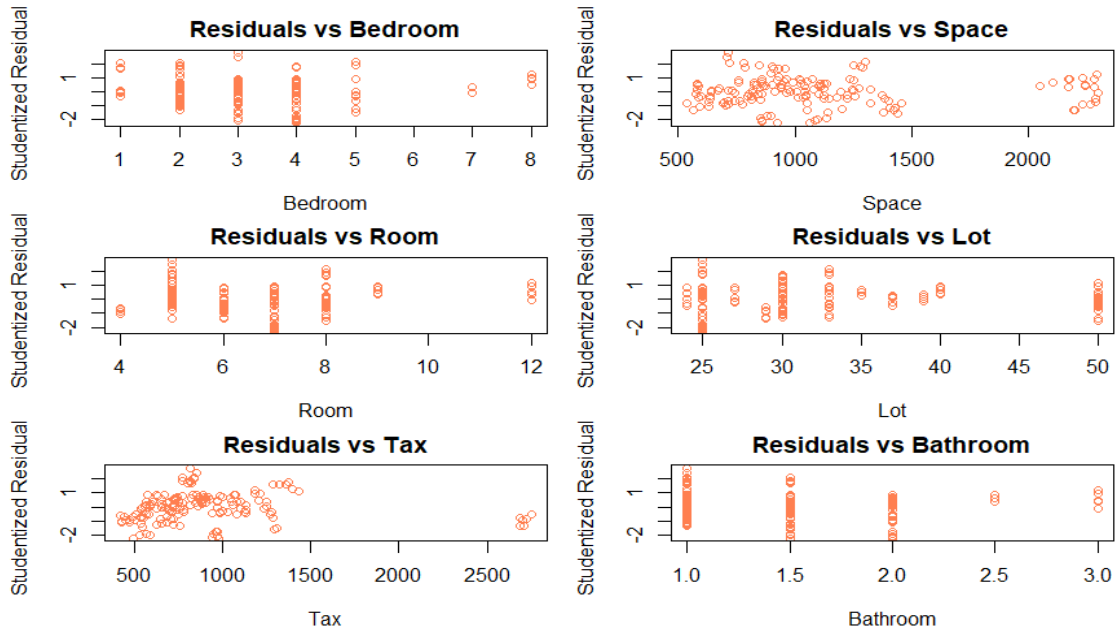 Residuals vs Bedroom
Studentized Residual
1
-2
1 2 3 4 5 6 7 8
Bedroom
Residuals vs Space
Studentized Residual
1
-2
500 1000 1500 2000
Space
Residuals vs Room
Studentized Residual
1
-2
4 6 8 10 12
Room
Residuals vs Lot
Studentized Residual
1
-2
25 30 35 40 45 50
Lot
Residuals vs Tax
Studentized Residual
1
-2
500 1000 1500 2000 2500
Tax
Residuals vs Bathroom
Studentized Residual
1
-2
1.0 1.5 2.0 2.5 3.0
Bathroom